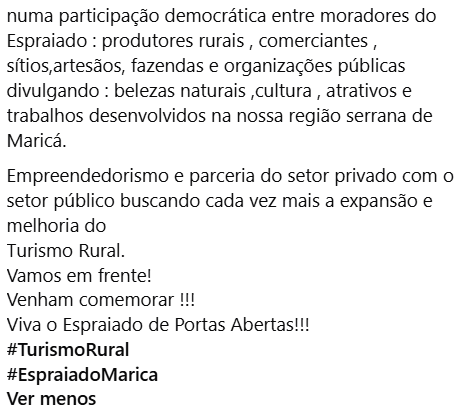 numa participação democrática entre moradores do
Espraiado : produtores rurais , comerciantes ,
sítios,artesãos, fazendas e organizações públicas
divulgando : belezas naturais ,cultura , atrativos e
trabalhos desenvolvidos na nossa região serrana de
Maricá.
Empreendedorismo e parceria do setor privado com o
setor público buscando cada vez mais a expansão e
melhoria do
Turismo Rural.
Vamos em frente!
Venham comemorar !!!
Viva o Espraiado de Portas Abertas!!!
#TurismoRural
#EspraiadoMarica
Ver menos